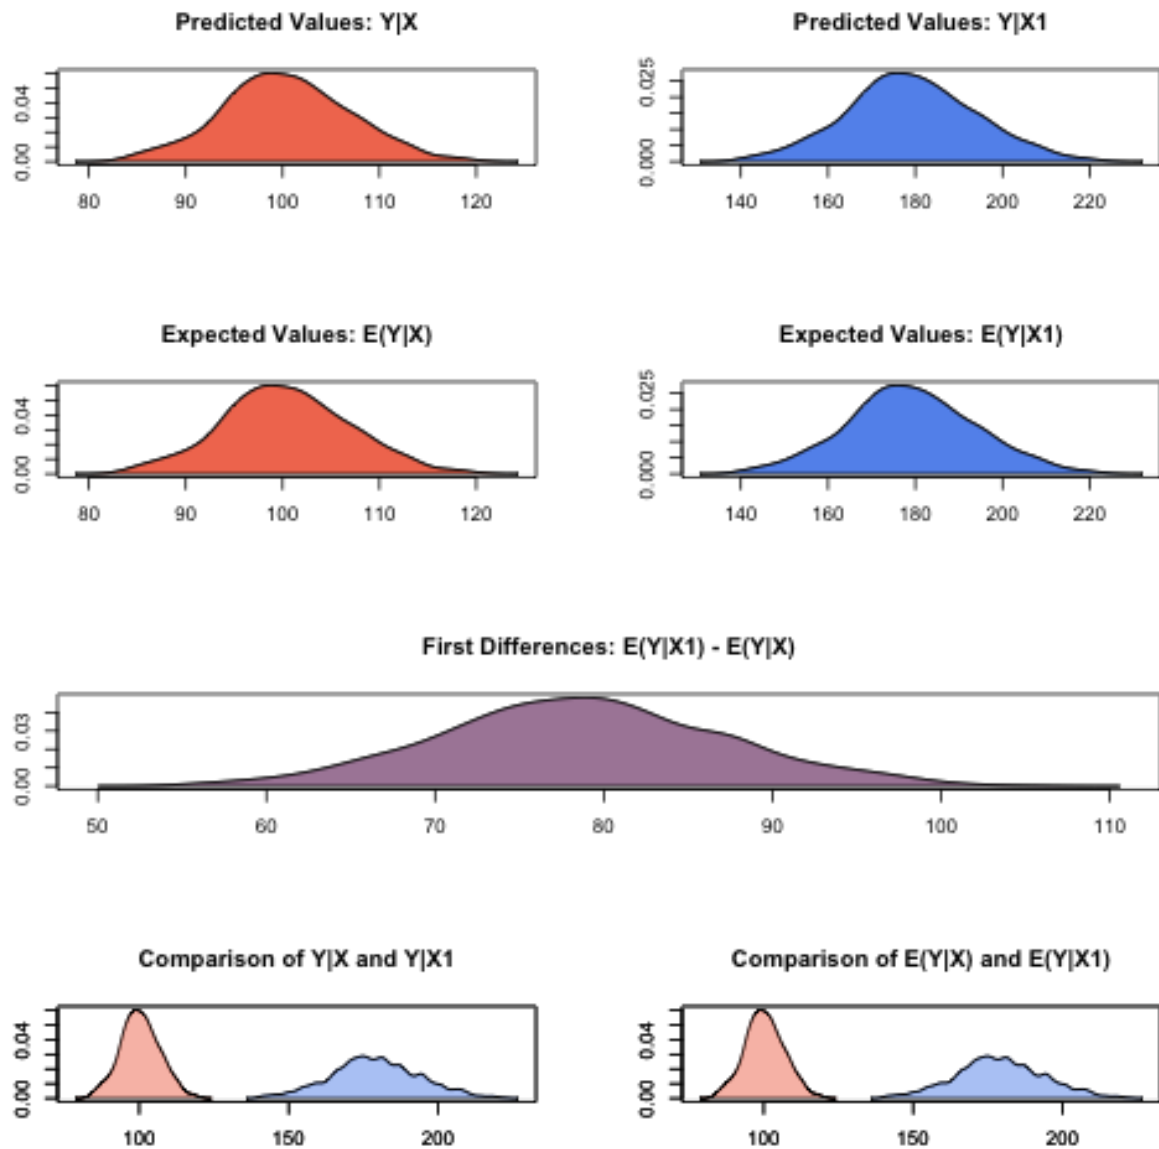 Predicted Values: Y|X
Predicted Values: Y|X1
0.00 0.04
80 90 100 110 120
0.000 0.025
140 160 180 200 220
Expected Values: E(Y|X)
Expected Values: E(Y|X1)
0.00 0.04
80 90 100 110 120
0.000 0.025
140 160 180 200 220
First Differences: E(Y|X1) - E(Y|X)
0.00 0.03
50 60 70 80 90 100 110
Comparison of Y|X and Y|X1
Comparison of E(Y|X) and E(Y|X1)
0.00 0.04
100 150 200
0.00 0.04
100 150 200